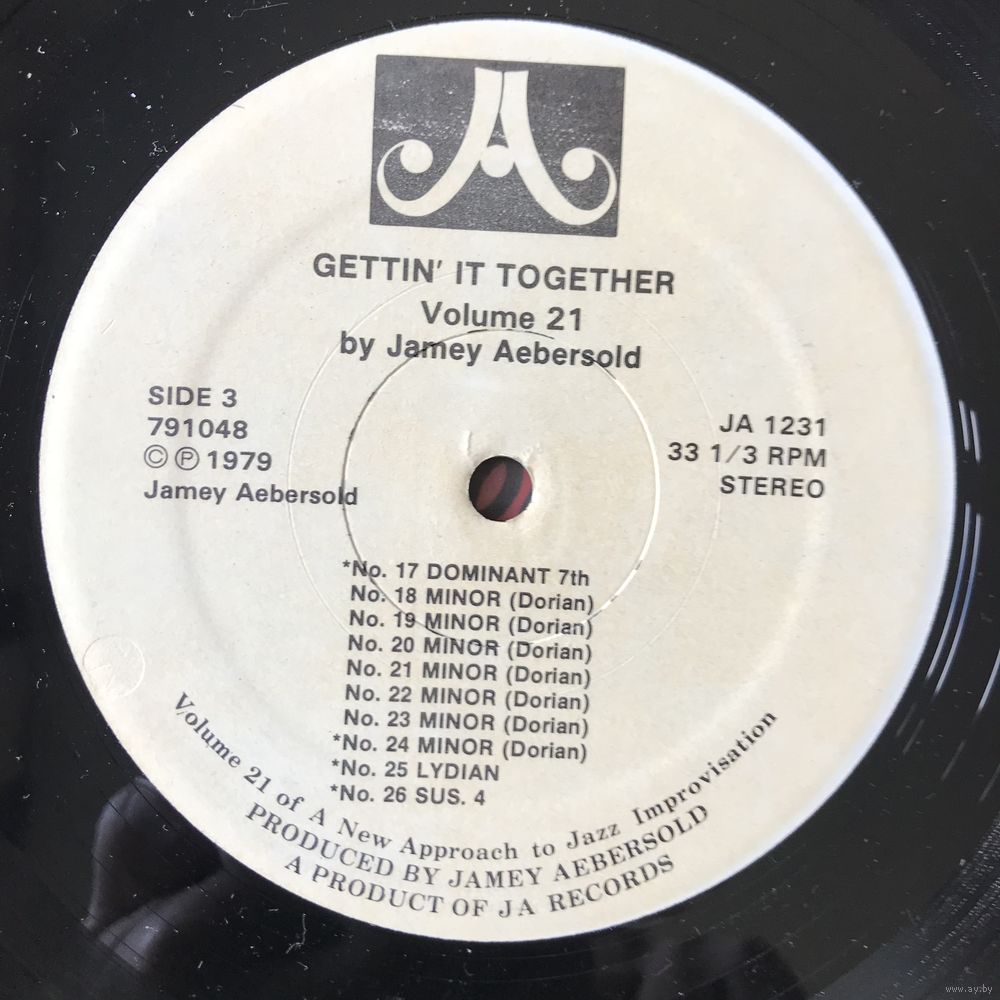 GETTIN' IT TOGETHER
Volume 21
by Jamey Aebersold
SIDE 3
791048
© ℗ 1979
Jamey Aebersold
JA 1231
33 1/3 RPM
STEREO
*No. 17 DOMINANT 7th
No. 18 MINOR (Dorian)
No. 19 MINOR (Dorian)
No. 20 MINOR (Dorian)
No. 21 MINOR (Dorian)
No. 22 MINOR (Dorian)
No. 23 MINOR (Dorian)
*No. 24 MINOR (Dorian)
*No. 25 LYDIAN
*No. 26 SUS. 4
Volume 21 of A New Approach to Jazz Improvisation
PRODUCED BY JAMEY AEBERSOLD
A PRODUCT OF JA RECORDS
www.ay.by